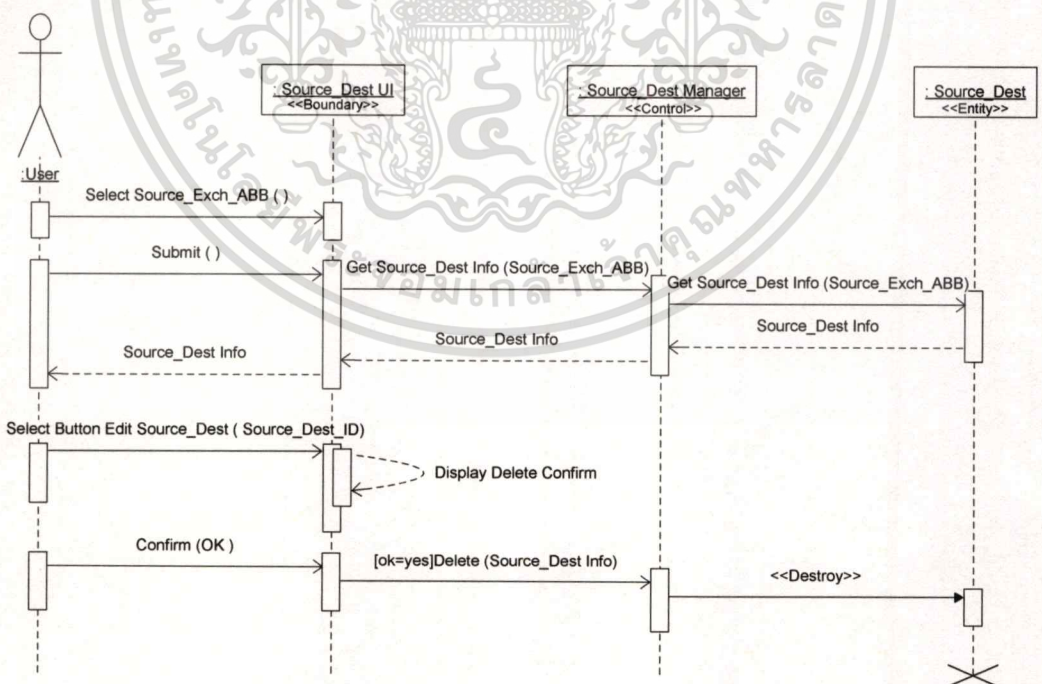 : Source_Dest UI
<<Boundary>>
: Source_Dest Manager
<<Control>>
: Source_Dest
<<Entity>>
:User
Select Source_Exch_ABB ( )
Submit ( )
Get Source_Dest Info (Source_Exch_ABB)
Get Source_Dest Info (Source_Exch_ABB)
Source_Dest Info
Source_Dest Info
Source_Dest Info
Select Button Edit Source_Dest ( Source_Dest_ID)
Display Delete Confirm
Confirm (OK )
[ok=yes]Delete (Source_Dest Info)
<<Destroy>>